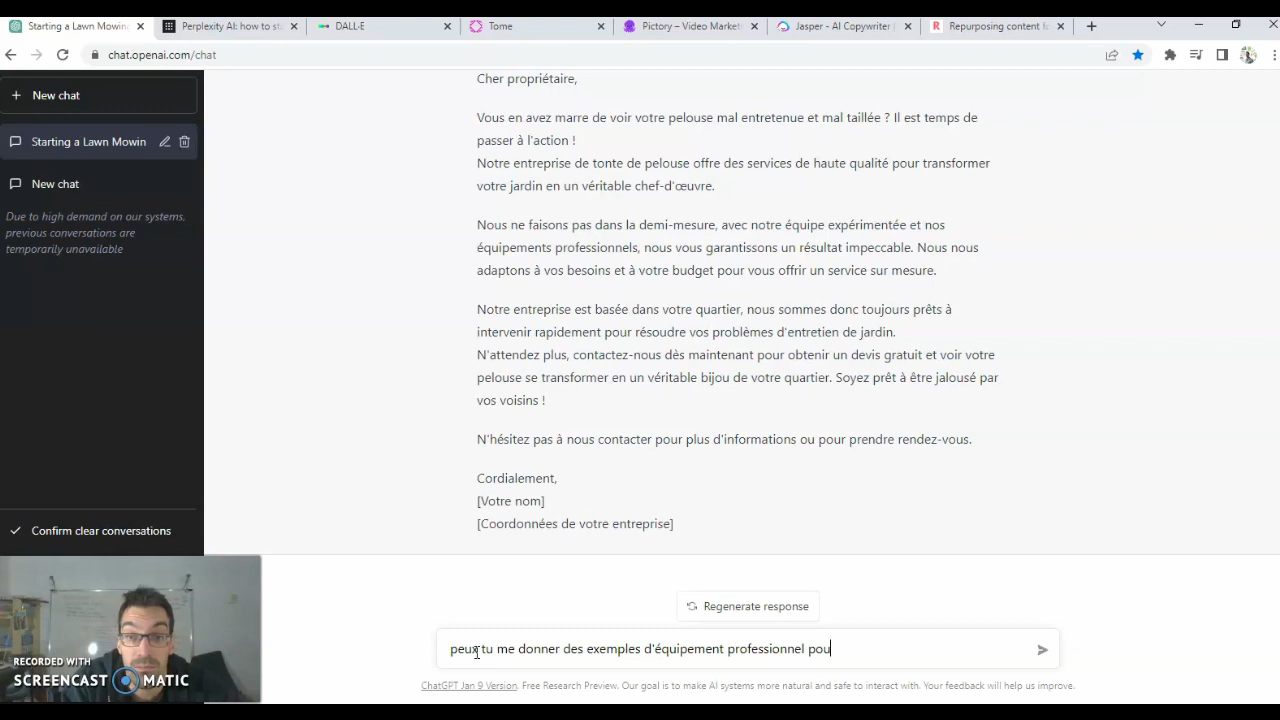 Starting a Lawn Mowin
Perplexity AI: how to st
DALL·E
Tome
Pictory – Video Market
Jasper - AI Copywriter |
Repurposing content f
chat.openai.com/chat
New chat
Starting a Lawn Mowin
New chat
Due to high demand on our systems,
previous conversations are
temporarily unavailable
Confirm clear conversations
Cher propriétaire,
Vous en avez marre de voir votre pelouse mal entretenue et mal taillée ? Il est temps de
passer à l'action !
Notre entreprise de tonte de pelouse offre des services de haute qualité pour transformer
votre jardin en un véritable chef-d'œuvre.
Nous ne faisons pas dans la demi-mesure, avec notre équipe expérimentée et nos
équipements professionnels, nous vous garantissons un résultat impeccable. Nous nous
adaptons à vos besoins et à votre budget pour vous offrir un service sur mesure.
Notre entreprise est basée dans votre quartier, nous sommes donc toujours prêts à
intervenir rapidement pour résoudre vos problèmes d'entretien de jardin.
N'attendez plus, contactez-nous dès maintenant pour obtenir un devis gratuit et voir votre
pelouse se transformer en un véritable bijou de votre quartier. Soyez prêt à être jalousé par
vos voisins !
N'hésitez pas à nous contacter pour plus d'informations ou pour prendre rendez-vous.
Cordialement,
[Votre nom]
[Coordonnées de votre entreprise]
Regenerate response
peux tu me donner des exemples d'équipement professionnel pou
ChatGPT Jan 9 Version. Free Research Preview. Our goal is to make AI systems more natural and safe to interact with. Your feedback will help us improve.
RECORDED WITH
SCREENCAST MATIC